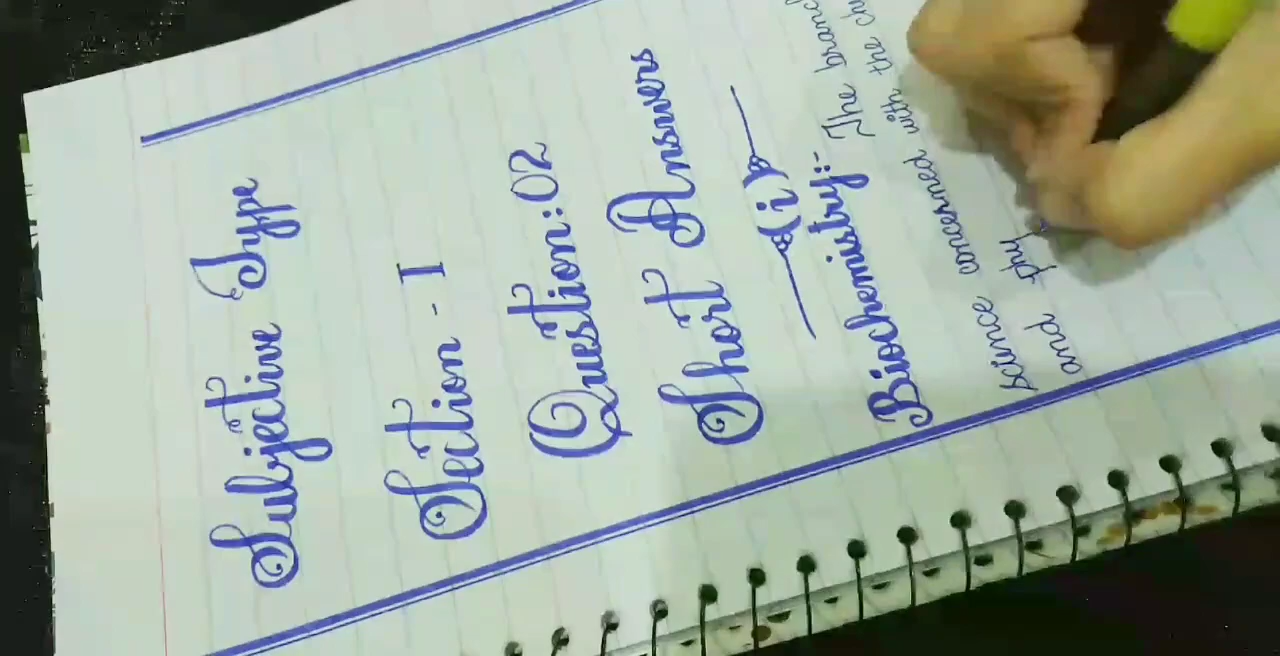 Subjective Type
Section - I
Question:02
Short Answers
(i)
Biochemistry:- The branch
science concerned with the
and phy